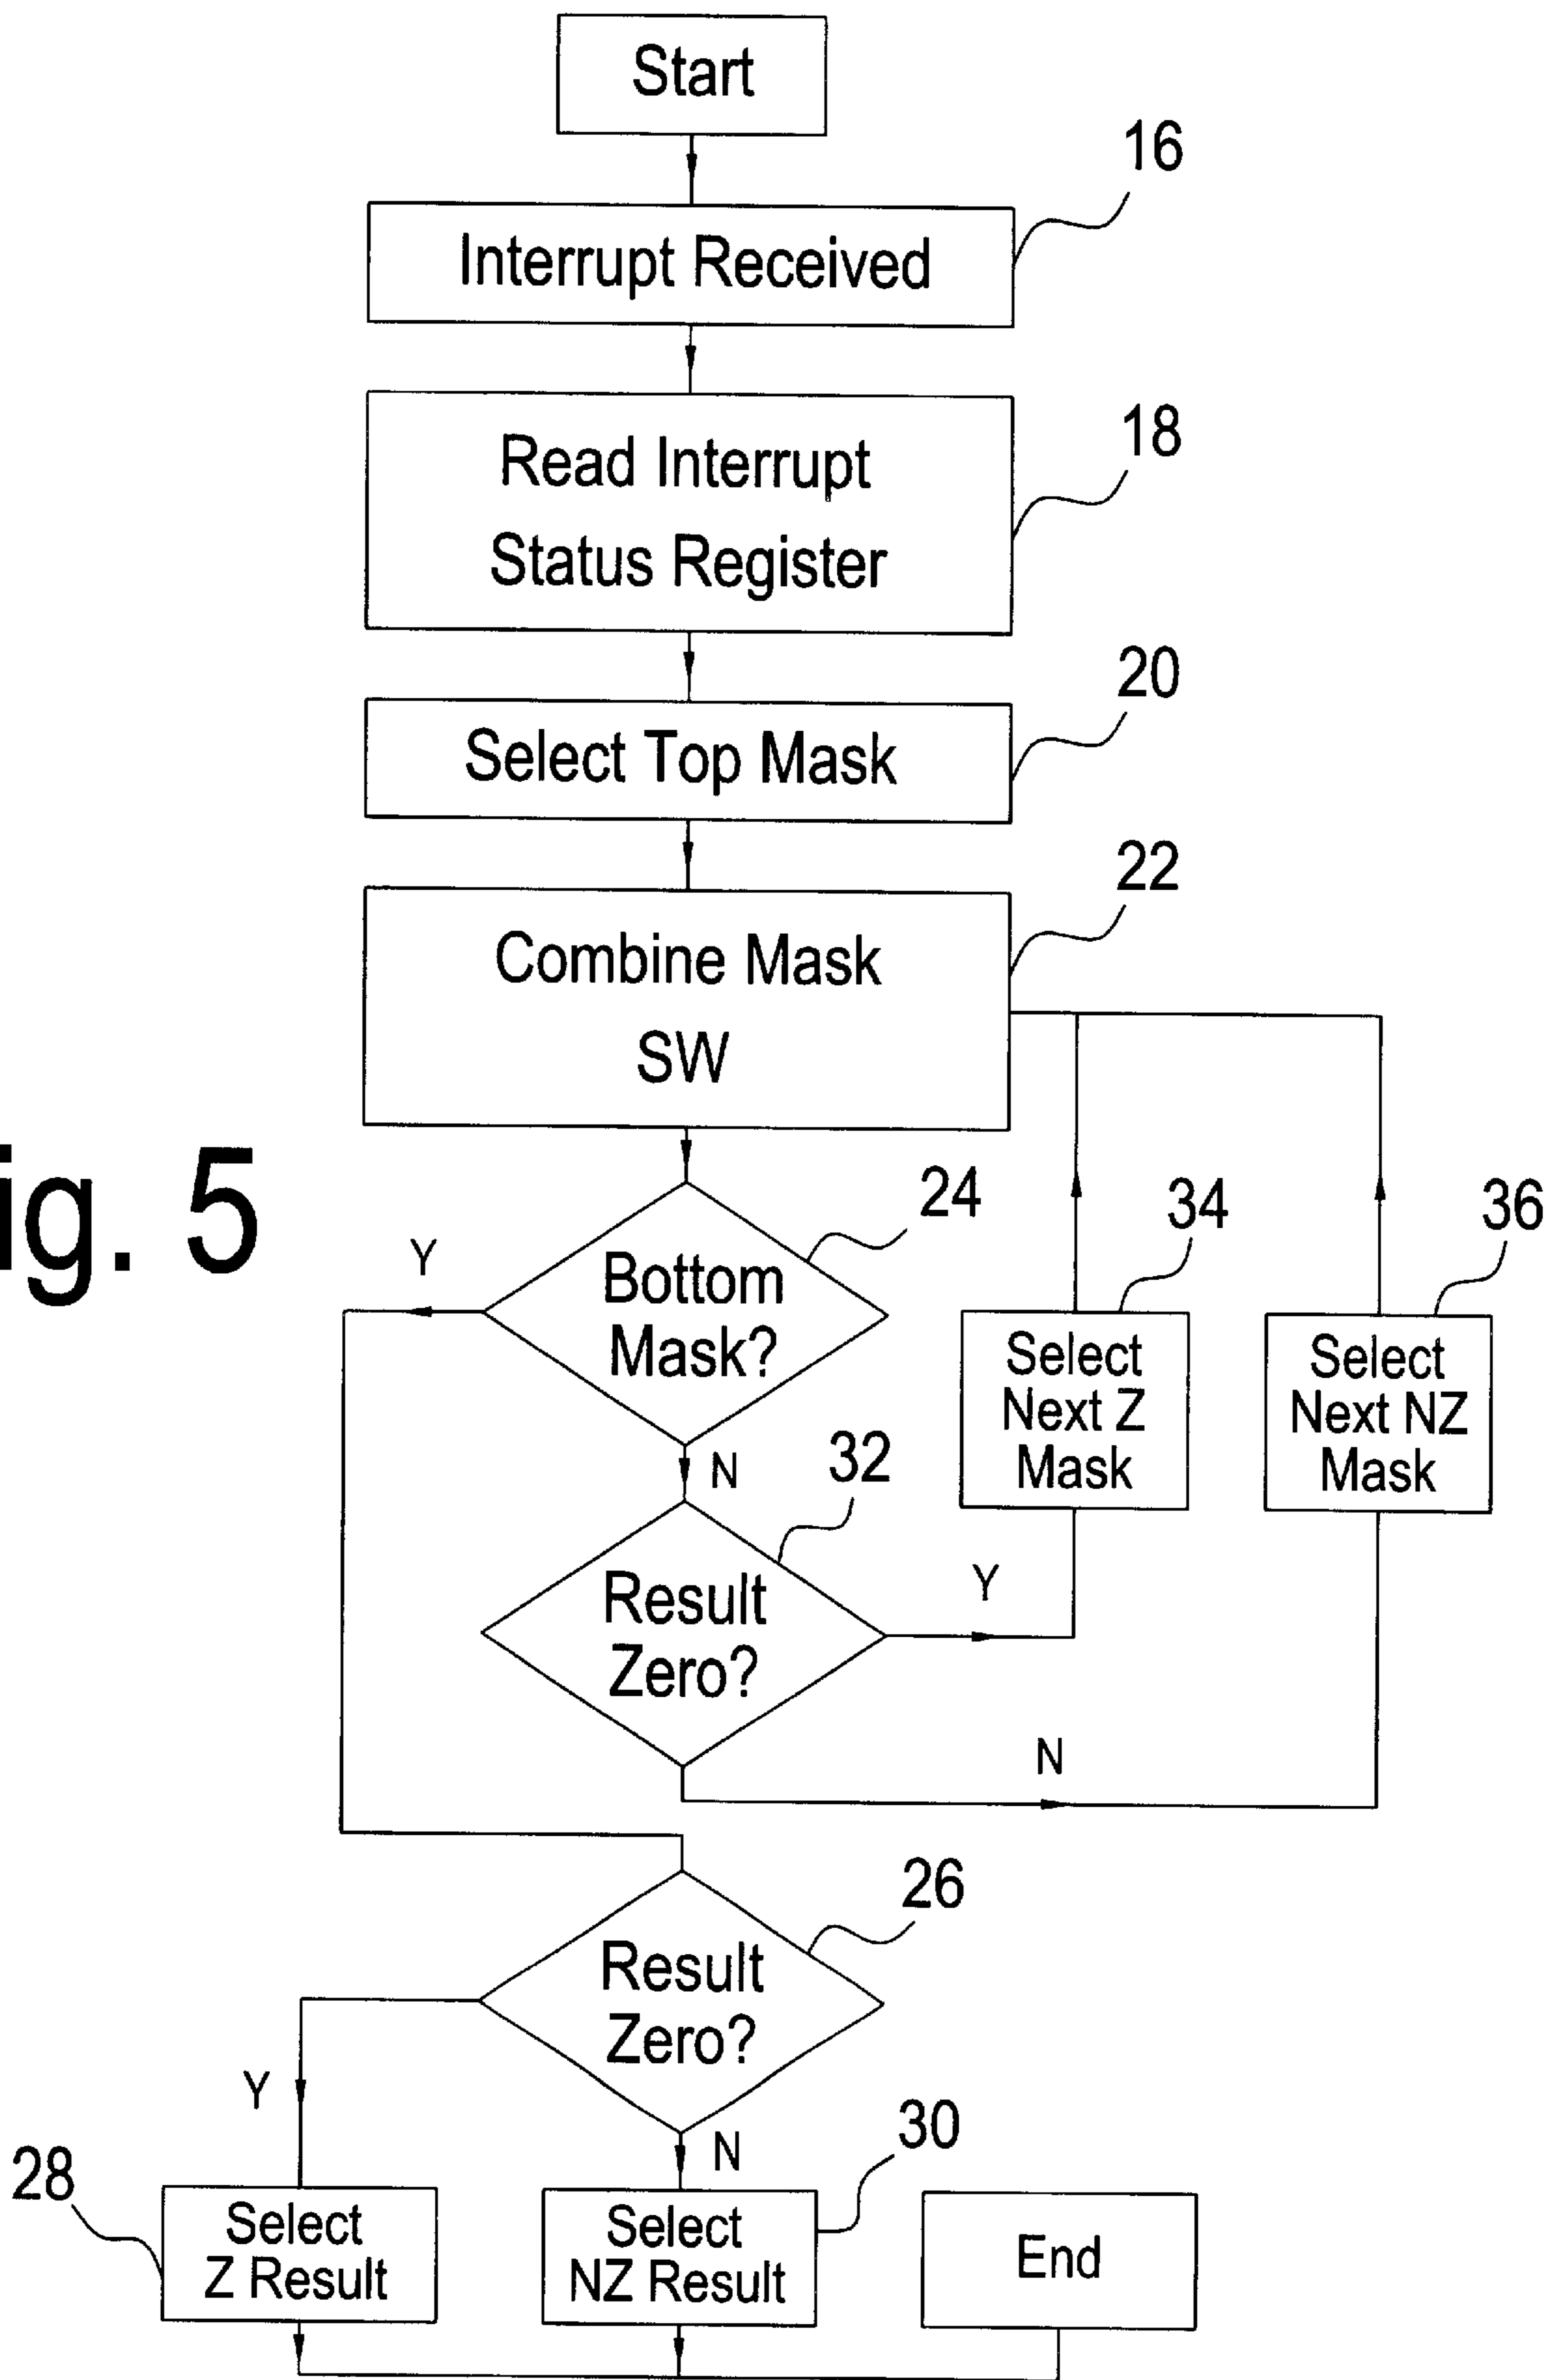 Start
16
Interrupt Received
18
Read Interrupt
Status Register
20
Select Top Mask
22
Combine Mask
SW
ig. 5
24
34
36
Y
Bottom
Mask?
Select
Next Z
Mask
Select
Next NZ
Mask
N
32
Result
Zero?
Y
N
26
Result
Zero?
Y
N
30
28
Select
Z Result
Select
NZ Result
End